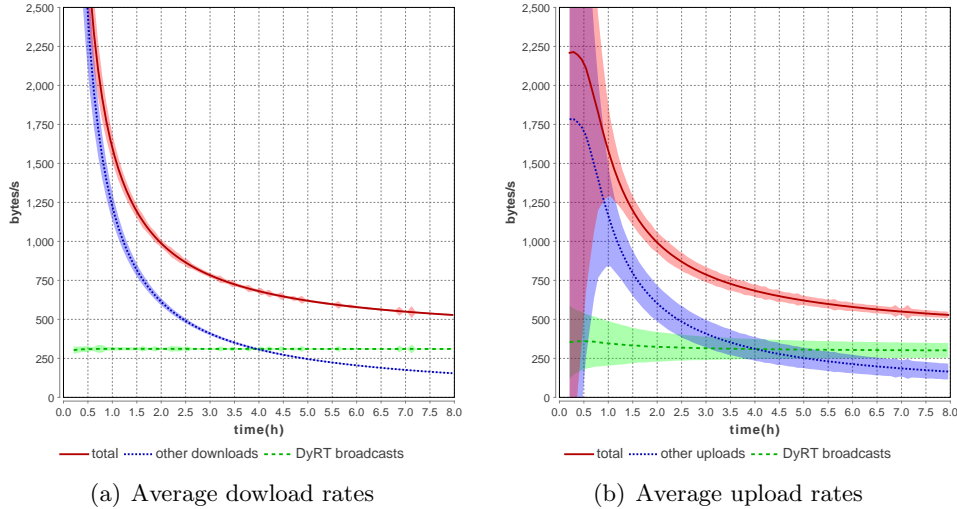 2,500
2,250
2,000
1,750
1,500
1,250
1,000
750
500
250
0
bytes/s
0.0 0.5 1.0 1.5 2.0 2.5 3.0 3.5 4.0 4.5 5.0 5.5 6.0 6.5 7.0 7.5 8.0
time(h)
total other downloads DyRT broadcasts
(a) Average dowload rates
2,500
2,250
2,000
1,750
1,500
1,250
1,000
750
500
250
0
bytes/s
0.0 0.5 1.0 1.5 2.0 2.5 3.0 3.5 4.0 4.5 5.0 5.5 6.0 6.5 7.0 7.5 8.0
time(h)
total other uploads DyRT broadcasts
(b) Average upload rates